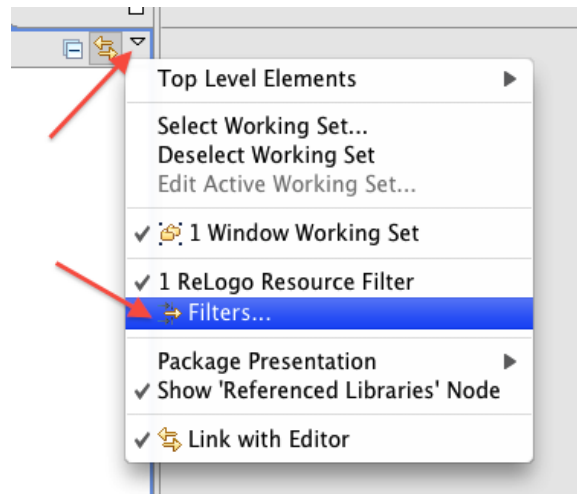 Top Level Elements
Select Working Set...
Deselect Working Set
Edit Active Working Set...
1 Window Working Set
1 ReLogo Resource Filter
Filters...
Package Presentation
Show 'Referenced Libraries' Node
Link with Editor